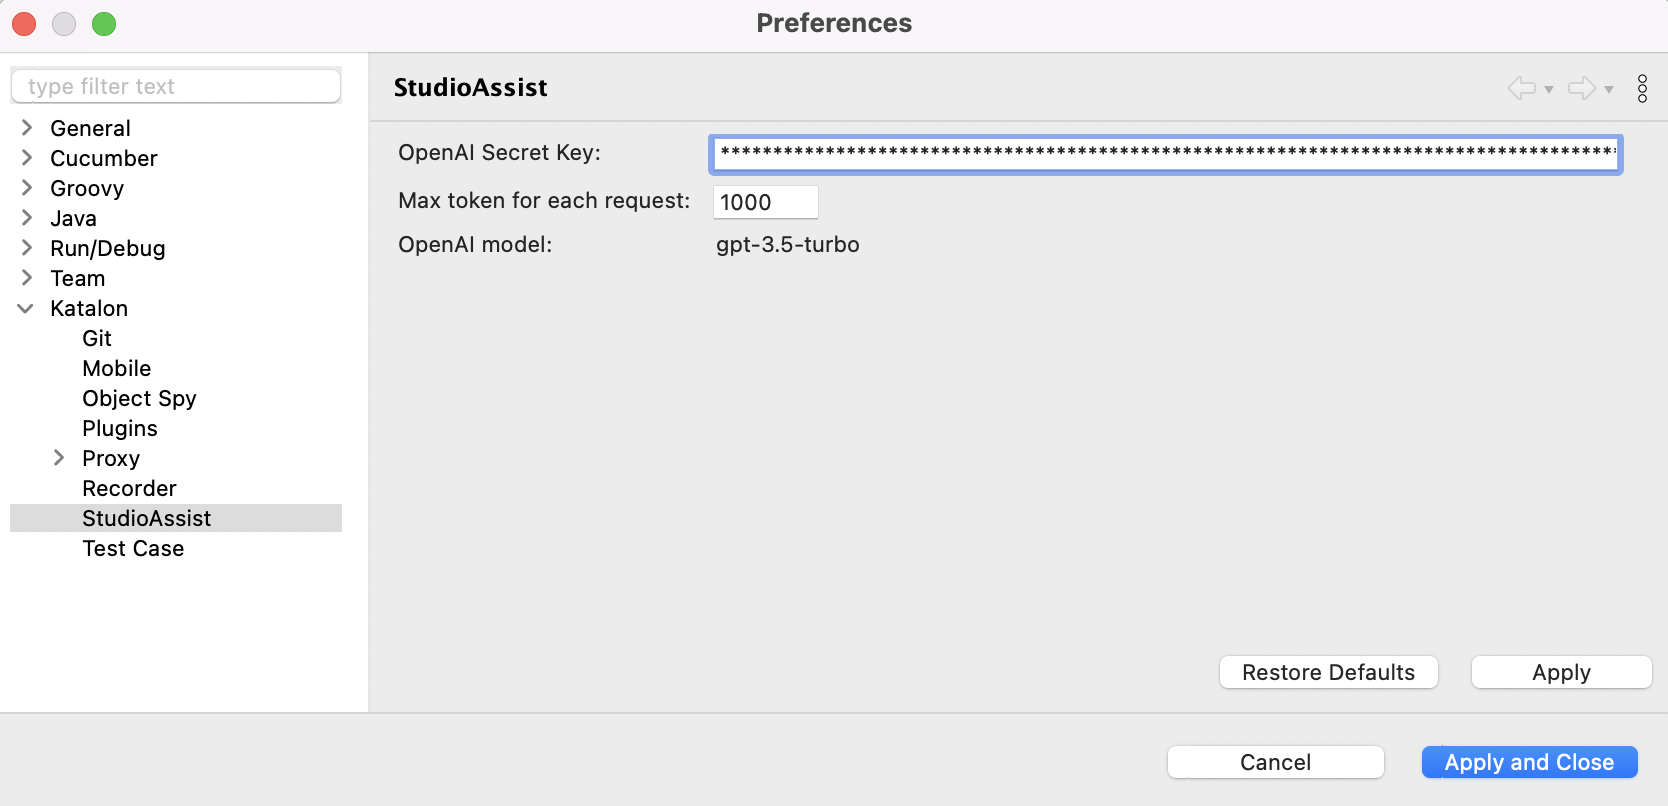 Preferences
type filter text
General
Cucumber
Groovy
Java
Run/Debug
Team
Katalon
Git
Mobile
Object Spy
Plugins
Proxy
Recorder
StudioAssist
Test Case
StudioAssist
OpenAI Secret Key: *************************************************************************************
Max token for each request: 1000
OpenAI model: gpt-3.5-turbo
Restore Defaults Apply
Cancel Apply and Close